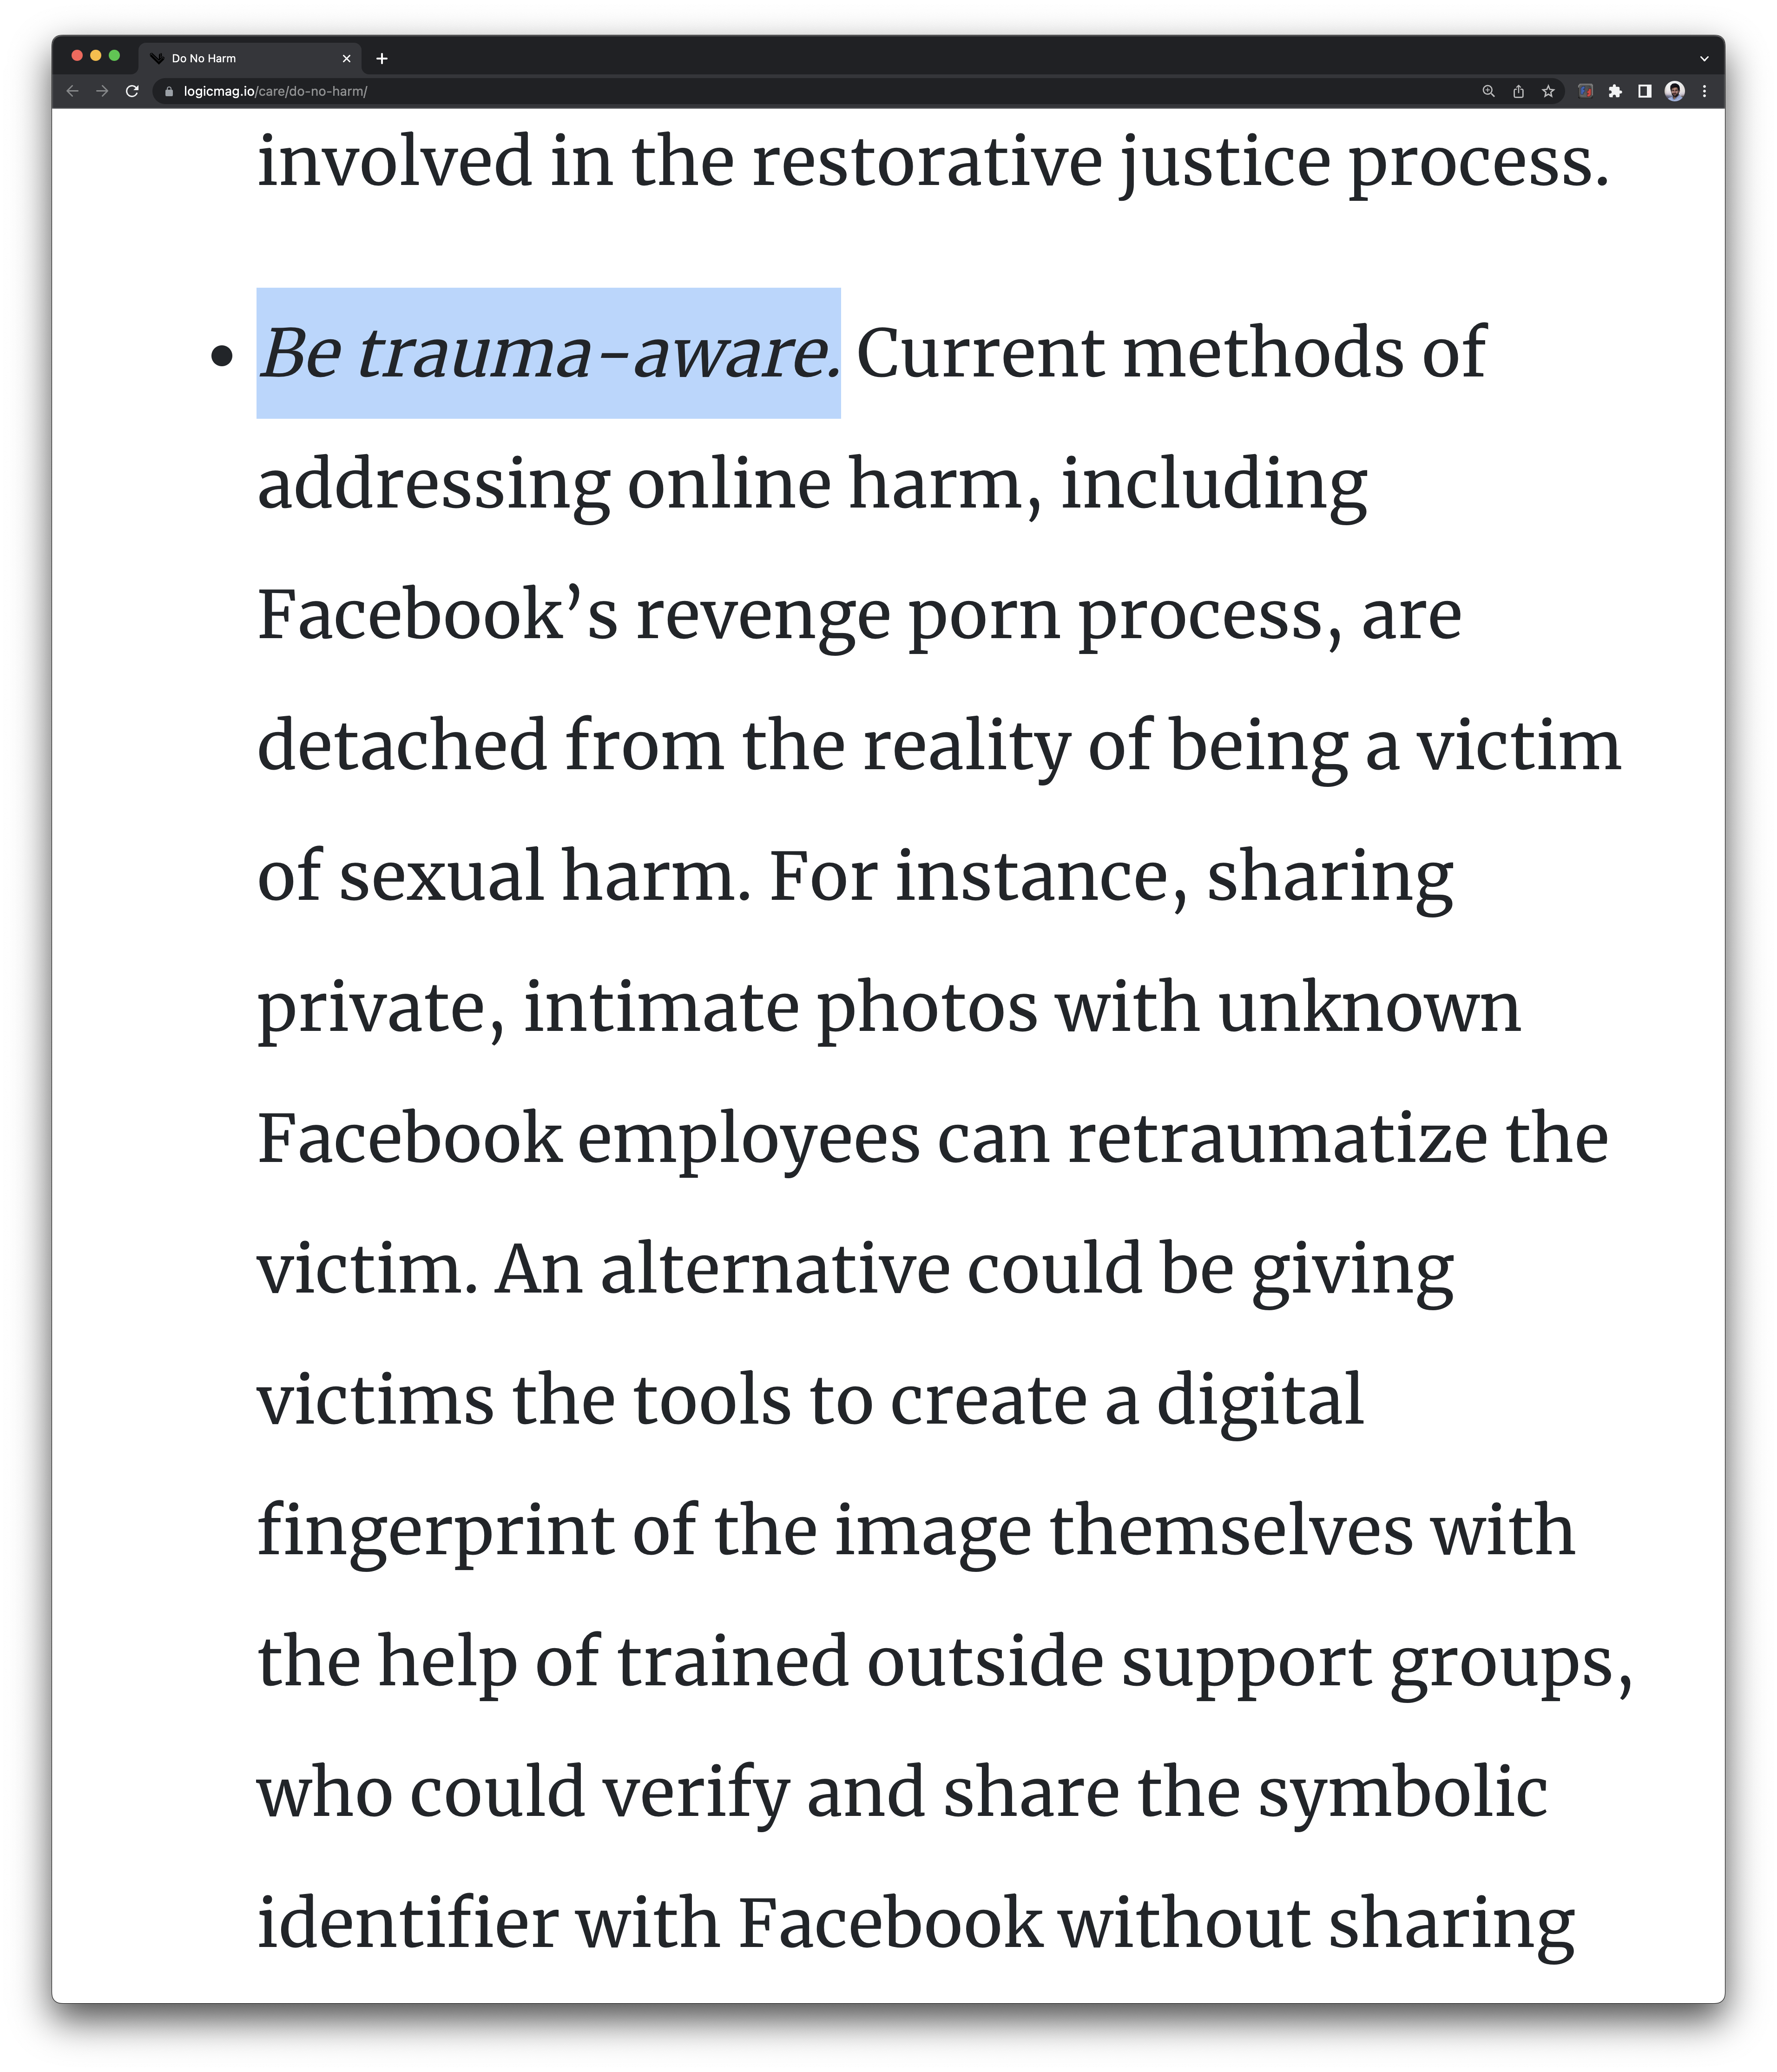 Do No Harm
logicmag.io/care/do-no-harm/
involved in the restorative justice process.
• Be trauma-aware. Current methods of
addressing online harm, including
Facebook’s revenge porn process, are
detached from the reality of being a victim
of sexual harm. For instance, sharing
private, intimate photos with unknown
Facebook employees can retraumatize the
victim. An alternative could be giving
victims the tools to create a digital
fingerprint of the image themselves with
the help of trained outside support groups,
who could verify and share the symbolic
identifier with Facebook without sharing